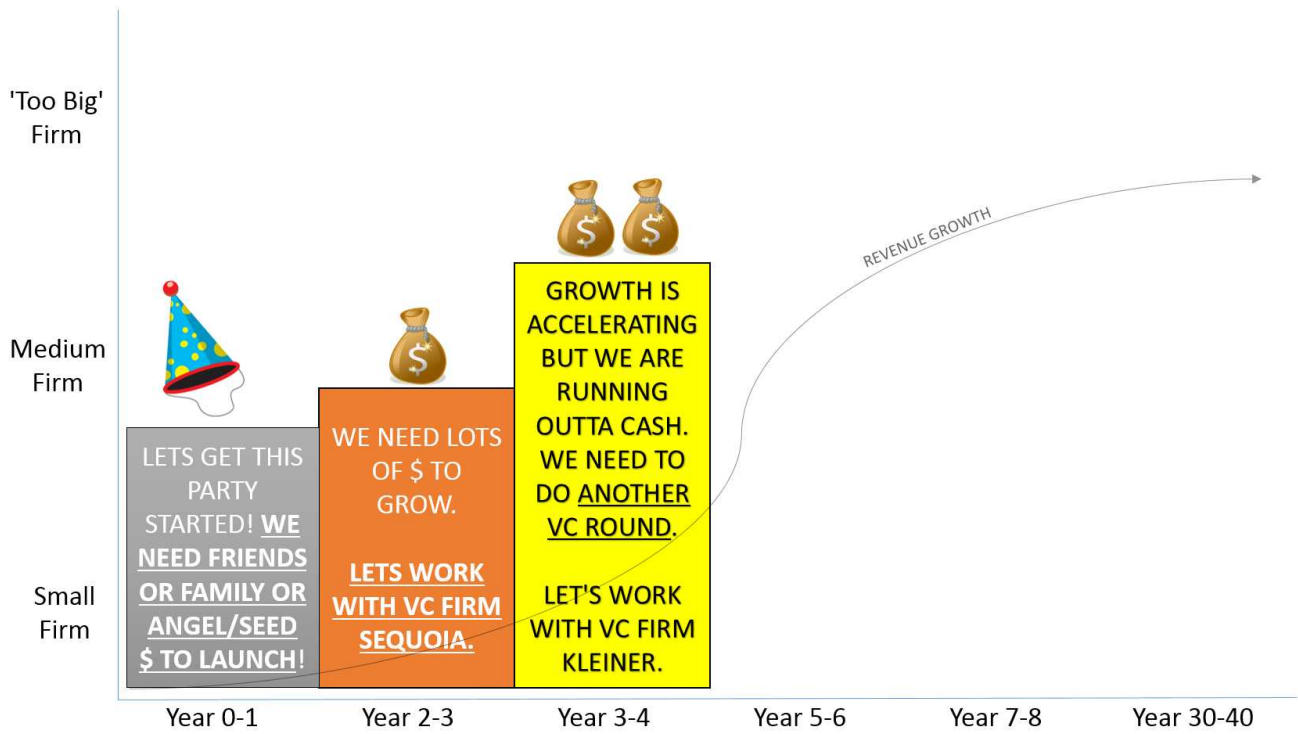 'Too Big'
Firm
Medium
Firm
Small
Firm
LETS GET THIS
PARTY
STARTED! WE
NEED FRIENDS
OR FAMILY OR
ANGEL/SEED
$ TO LAUNCH!
$
WE NEED LOTS
OF $ TO
GROW.
LETS WORK
WITH VC FIRM
SEQUOIA.
$
$
GROWTH IS
ACCELERATING
BUT WE ARE
RUNNING
OUTTA CASH.
WE NEED TO
DO ANOTHER
VC ROUND.
LET'S WORK
WITH VC FIRM
KLEINER.
REVENUE GROWTH
Year 0-1
Year 2-3
Year 3-4
Year 5-6
Year 7-8
Year 30-40